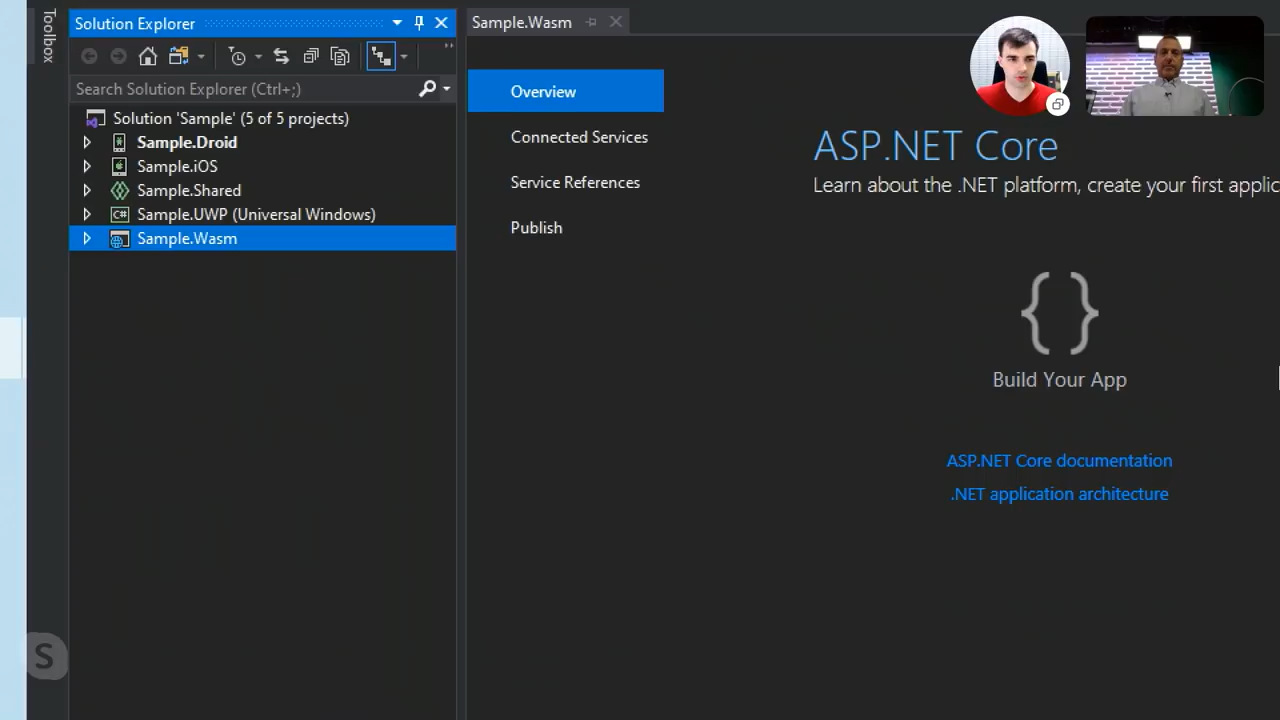 Toolbox
Solution Explorer
Search Solution Explorer (Ctrl+;)
Solution 'Sample' (5 of 5 projects)
Sample.Droid
Sample.iOS
Sample.Shared
C# Sample.UWP (Universal Windows)
Sample.Wasm
Sample.Wasm
Overview
Connected Services
Service References
Publish
ASP.NET Core
Learn about the .NET platform, create your first applic
{ }
Build Your App
ASP.NET Core documentation
.NET application architecture
S